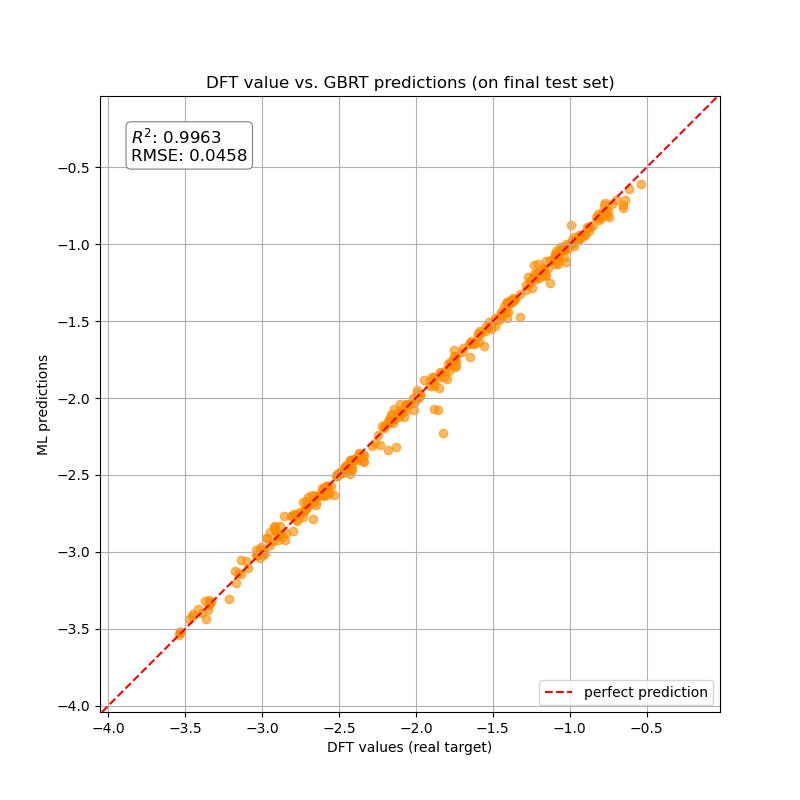 DFT value vs. GBRT predictions (on final test set)
R²: 0.9963
RMSE: 0.0458
−0.5
−1.0
−1.5
−2.0
−2.5
−3.0
−3.5
−4.0
ML predictions
perfect prediction
−4.0 −3.5 −3.0 −2.5 −2.0 −1.5 −1.0 −0.5
DFT values (real target)